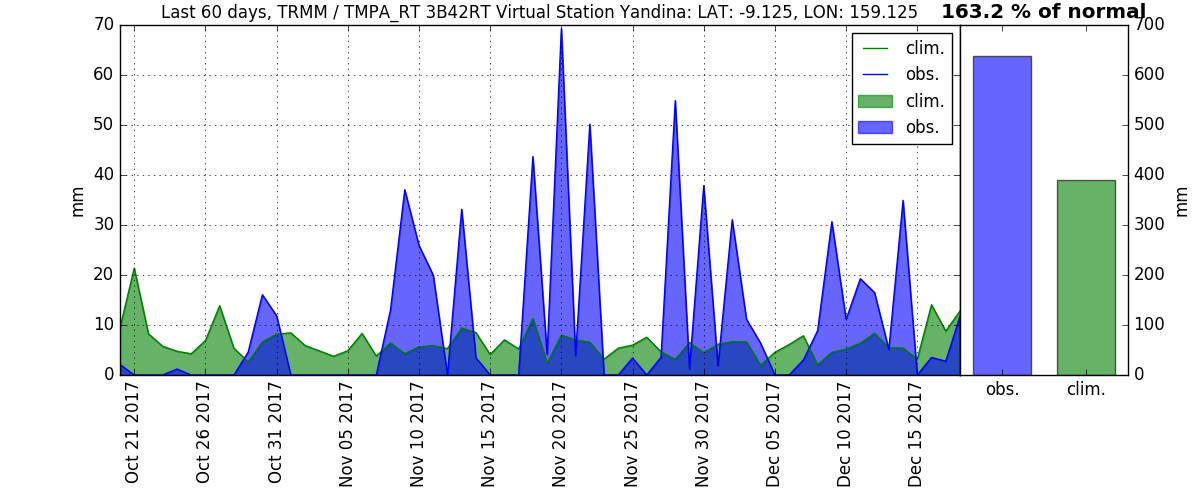 Last 60 days, TRMM / TMPA_RT 3B42RT Virtual Station Yandina: LAT: -9.125, LON: 159.125
163.2 % of normal
70
60
50
40
30
20
10
0
mm
clim.
obs.
clim.
obs.
700
600
500
400
300
200
100
0
mm
obs.
clim.
Oct 21 2017
Oct 26 2017
Oct 31 2017
Nov 05 2017
Nov 10 2017
Nov 15 2017
Nov 20 2017
Nov 25 2017
Nov 30 2017
Dec 05 2017
Dec 10 2017
Dec 15 2017